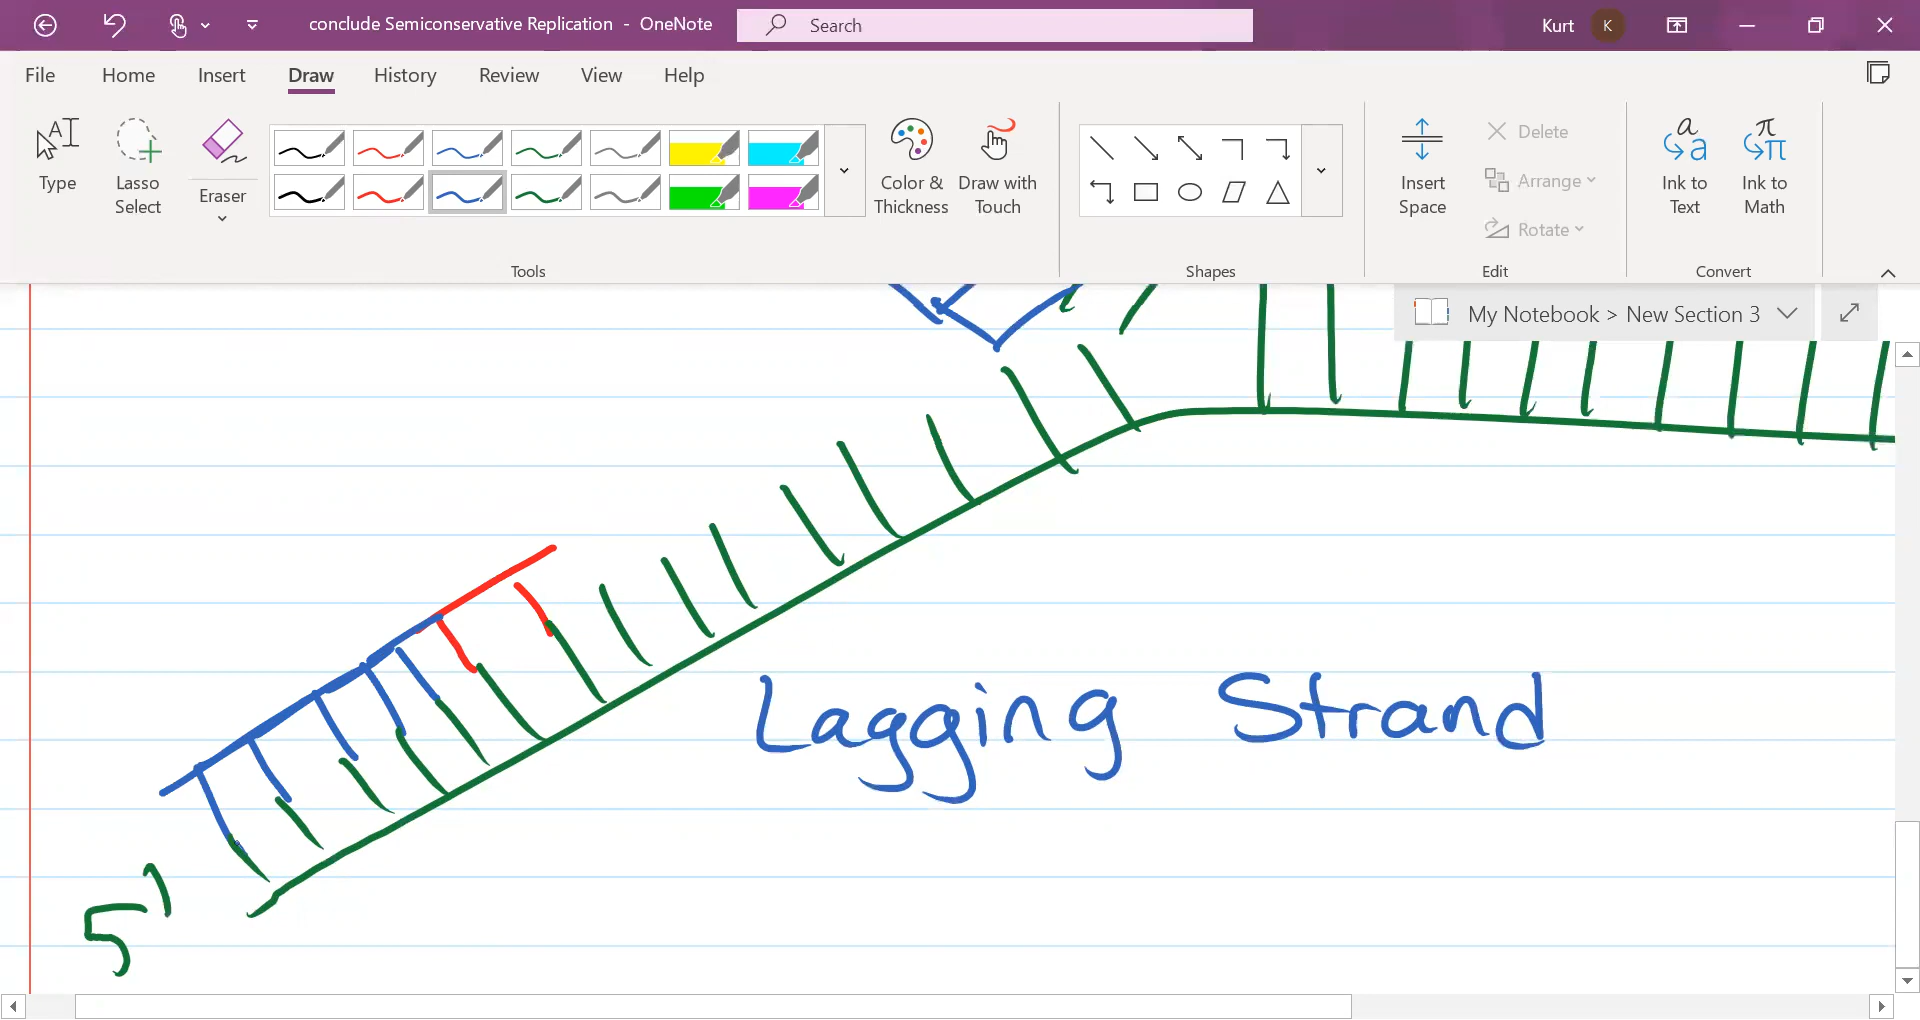 conclude Semiconservative Replication - OneNote
Search
Kurt
K
File Home Insert Draw History Review View Help
Type
Lasso Select
Eraser
Color & Thickness
Draw with Touch
Insert Space
Delete
Arrange
Rotate
Ink to Text
Ink to Math
Tools
Shapes
Edit
Convert
My Notebook > New Section 3
Lagging Strand
5'